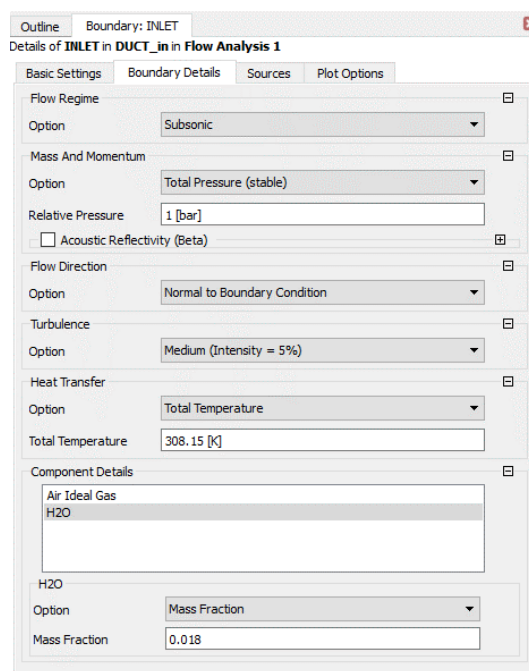 Outline Boundary: INLET
Details of INLET in DUCT_in in Flow Analysis 1
Basic Settings Boundary Details Sources Plot Options
Flow Regime
Option Subsonic
Mass And Momentum
Option Total Pressure (stable)
Relative Pressure 1 [bar]
Acoustic Reflectivity (Beta)
Flow Direction
Option Normal to Boundary Condition
Turbulence
Option Medium (Intensity = 5%)
Heat Transfer
Option Total Temperature
Total Temperature 308.15 [K]
Component Details
Air Ideal Gas
H2O
H2O
Option Mass Fraction
Mass Fraction 0.018